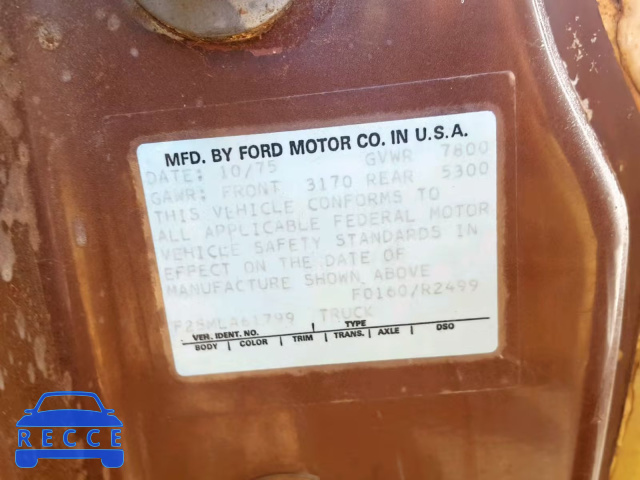 MFD. BY FORD MOTOR CO. IN U.S.A.
DATE: 10/75 GVWR 7800
GAWR: FRONT 3170 REAR 5300
THIS VEHICLE CONFORMS TO
ALL APPLICABLE FEDERAL MOTOR
VEHICLE SAFETY STANDARDS IN
EFFECT ON THE DATE OF
MANUFACTURE SHOWN ABOVE
F0160/R2499
TRUCK
VEH. IDENT. NO. TYPE
BODY COLOR TRIM TRANS. AXLE DSO
RECCE